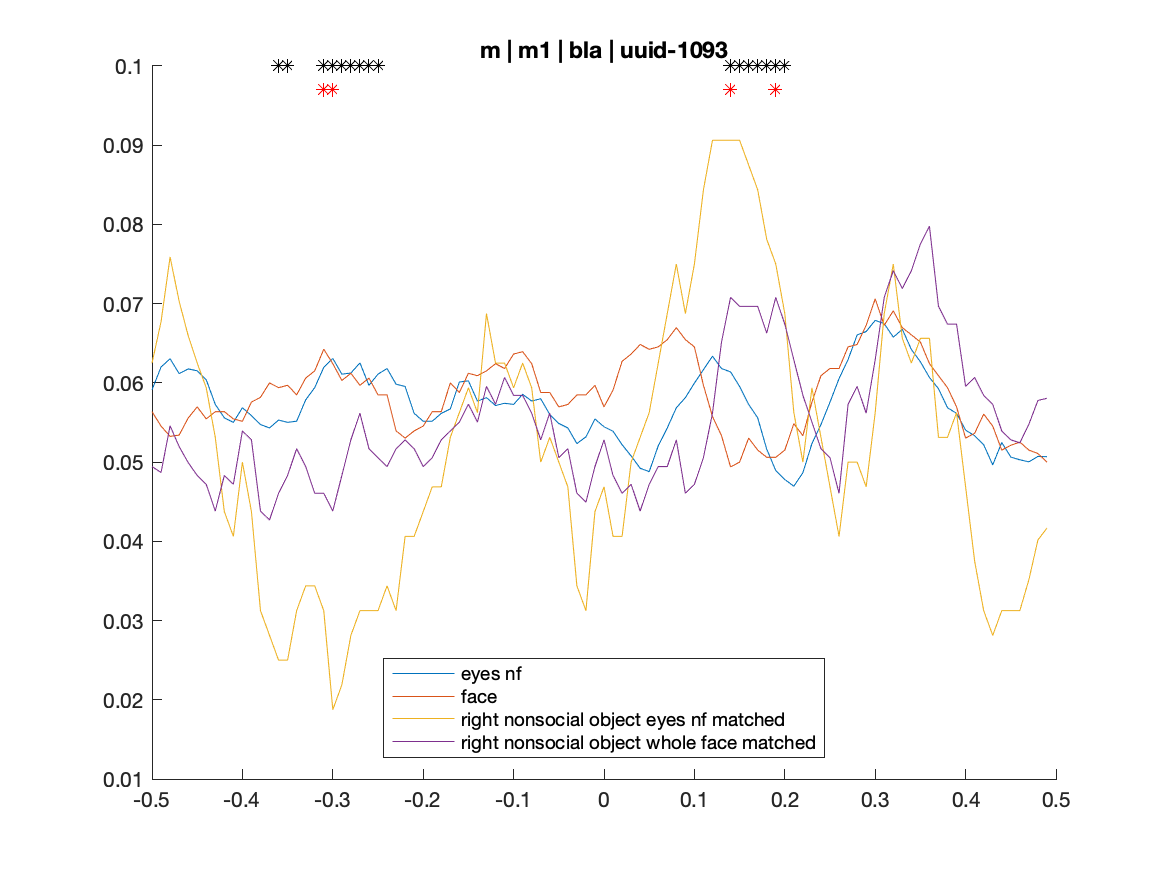 m | m1 | bla | uuid-1093
0.1
0.09
0.08
0.07
0.06
0.05
0.04
0.03
0.02
0.01
eyes nf
face
right nonsocial object eyes nf matched
right nonsocial object whole face matched
-0.5 -0.4 -0.3 -0.2 -0.1 0 0.1 0.2 0.3 0.4 0.5